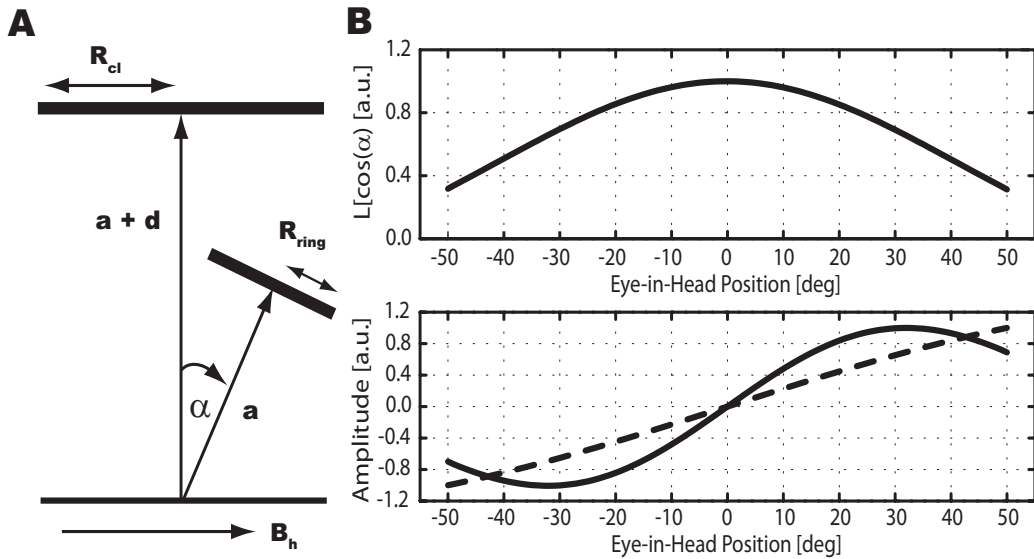 A
R_cl
a + d
R_ring
α
a
B_h
B
L[cos(α) [a.u.]
1.2
0.8
0.4
0.0
-50 -40 -30 -20 -10 0 10 20 30 40 50
Eye-in-Head Position [deg]
Amplitude [a.u.]
1.2
0.8
0.4
0.0
-0.4
-0.8
-1.2
-50 -40 -30 -20 -10 0 10 20 30 40 50
Eye-in-Head Position [deg]